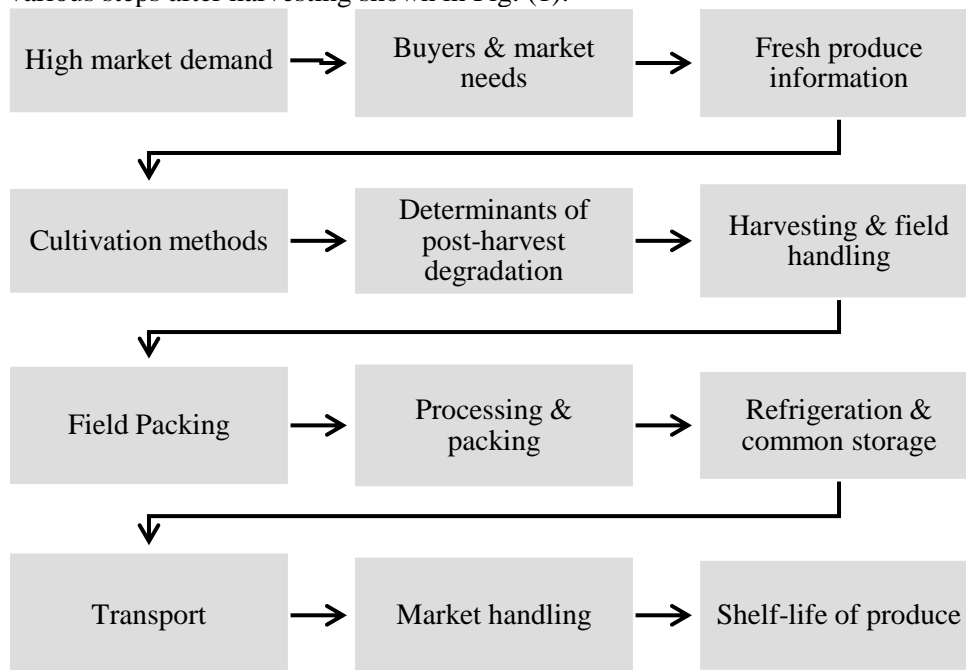 various steps after harvesting shown in Fig. (1).
High market demand
Buyers & market
needs
Fresh produce
information
Cultivation methods
Determinants of
post-harvest
degradation
Harvesting & field
handling
Field Packing
Processing &
packing
Refrigeration &
common storage
Transport
Market handling
Shelf-life of produce